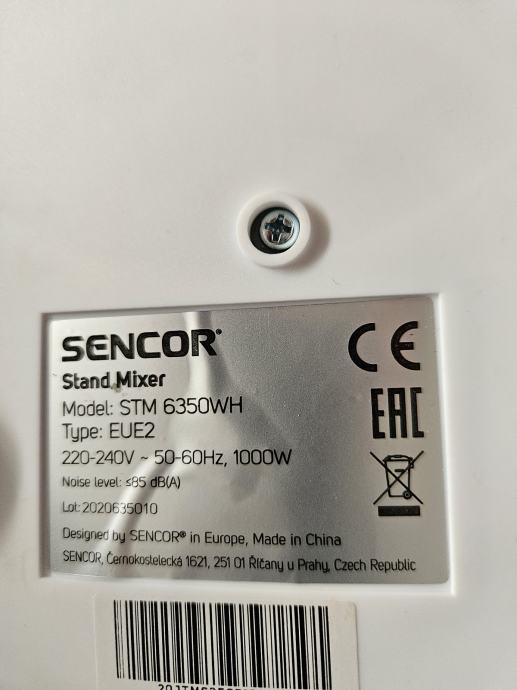 SENCOR®
CE
Stand Mixer
Model: STM 6350WH
EAC
Type: EUE2
220-240V ~ 50-60Hz, 1000W
Noise level: ≤85 dB(A)
Lot: 2020635010
Designed by SENCOR® in Europe, Made in China
SENCOR, Černokostelecká 1621, 251 01 Říčany u Prahy, Czech Republic